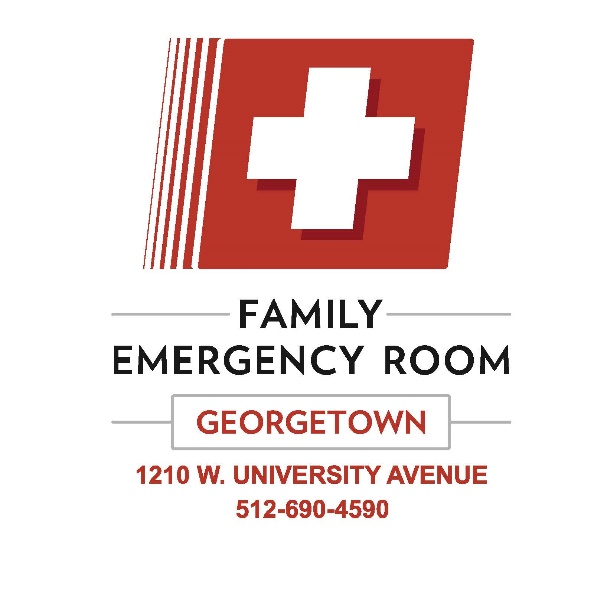 FAMILY
EMERGENCY ROOM
GEORGETOWN
1210 W. UNIVERSITY AVENUE
512-690-4590